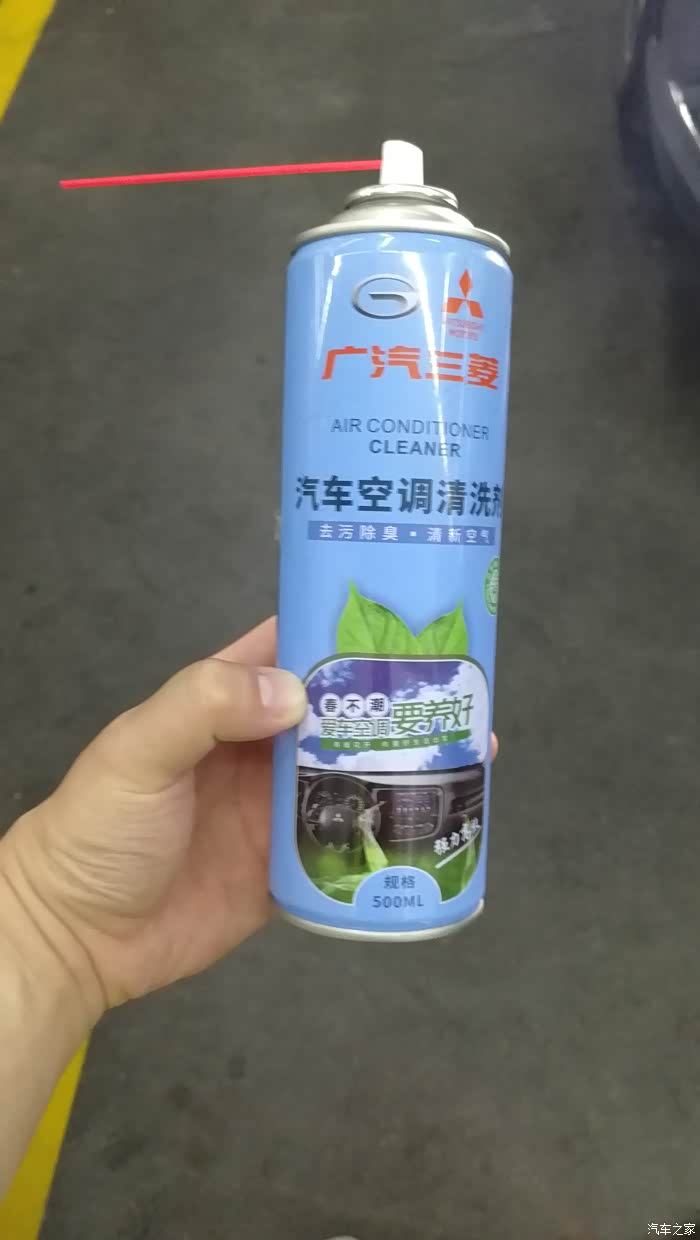 广汽三菱
AIR CONDITIONER
CLEANER
汽车空调清洗剂
去污除臭·清新空气
春不潮
爱车空调 要养好
强力
规格
500ML
汽车之家